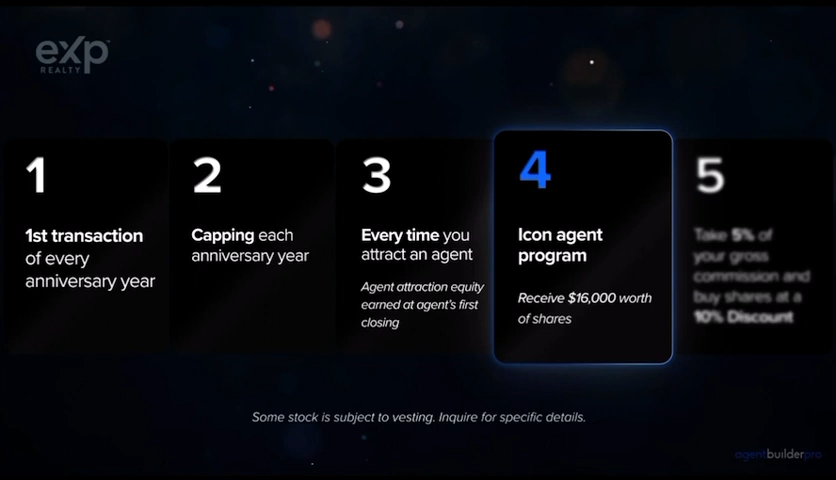 eXp
REALTY
1
1st transaction
of every
anniversary year
2
Capping each
anniversary year
3
Every time you
attract an agent
Agent attraction equity
earned at agent's first
closing
4
Icon agent
program
Receive $16,000 worth
of shares
5
Take 5% of
your gross
commission and
buy shares at a
10% Discount
Some stock is subject to vesting. Inquire for specific details.
agentbuilderpro